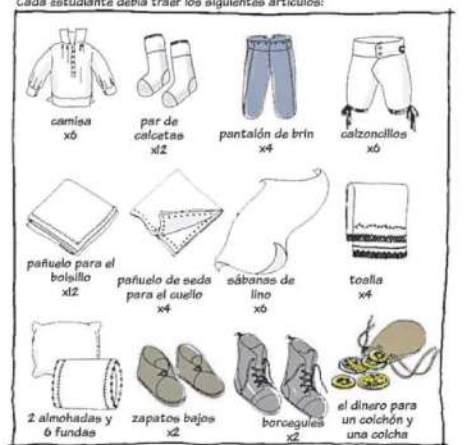 Cada estudiante debía traer los siguientes artículos:
camisa
x6
par de
calcetas
x12
pantalón de brin
x4
calzoncillos
x6
pañuelo para el
bolsillo
x12
pañuelo de seda
para el cuello
x4
sábanas de
lino
x6
toalla
x4
2 almohadas y
6 fundas
zapatos bajos
x2
borceguíes
x2
el dinero para
un colchón y
una colcha